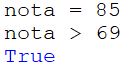 nota = 85
nota > 69
True